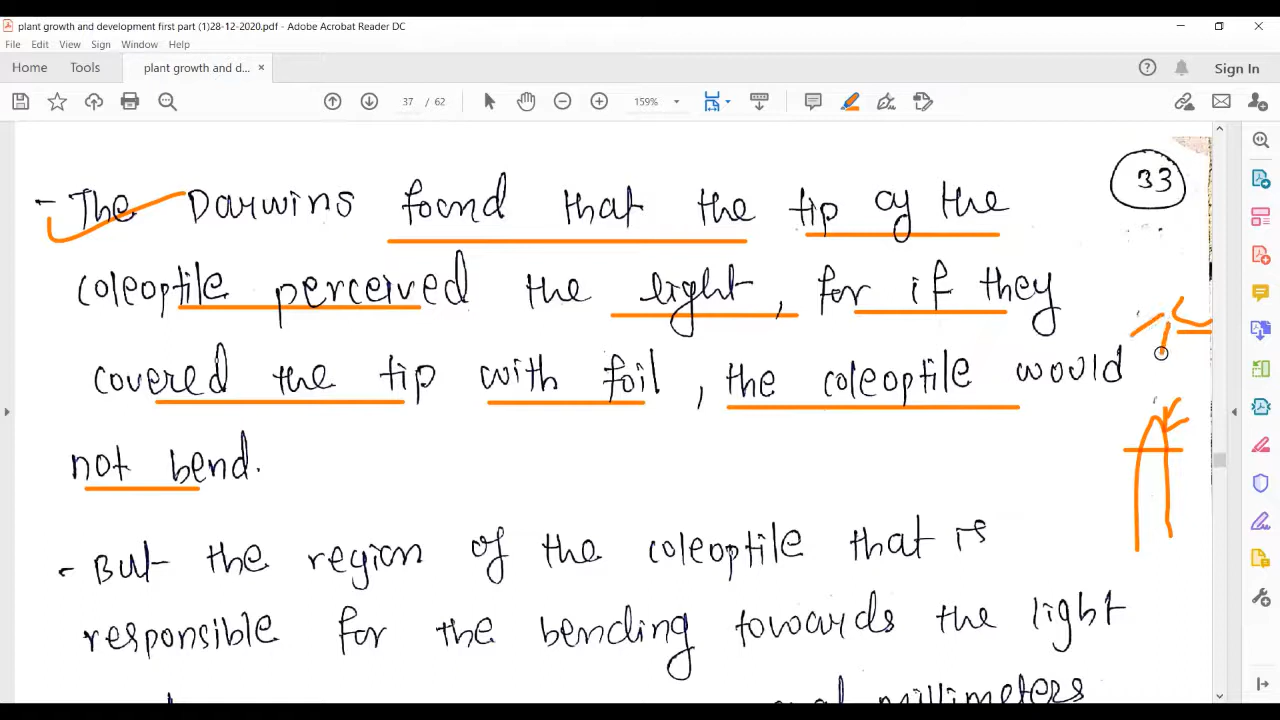 plant growth and development first part (1)28-12-2020.pdf - Adobe Acrobat Reader DC
File Edit View Sign Window Help
Home Tools plant growth and d... × Sign In
37 / 62 159%
33
- The Darwins found that the tip of the
coleoptile perceived the light, for if they
covered the tip with foil, the coleoptile would
not bend.
- But the region of the coleoptile that is
responsible for the bending towards the light
millimeters